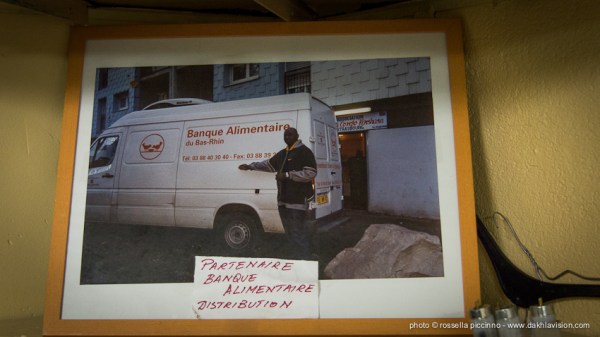 Banque Alimentaire
du Bas-Rhin
PARTENAIRE
BANQUE
ALIMENTAIRE
DISTRIBUTION
photo © rossella piccinno - www.dakhlavision.com